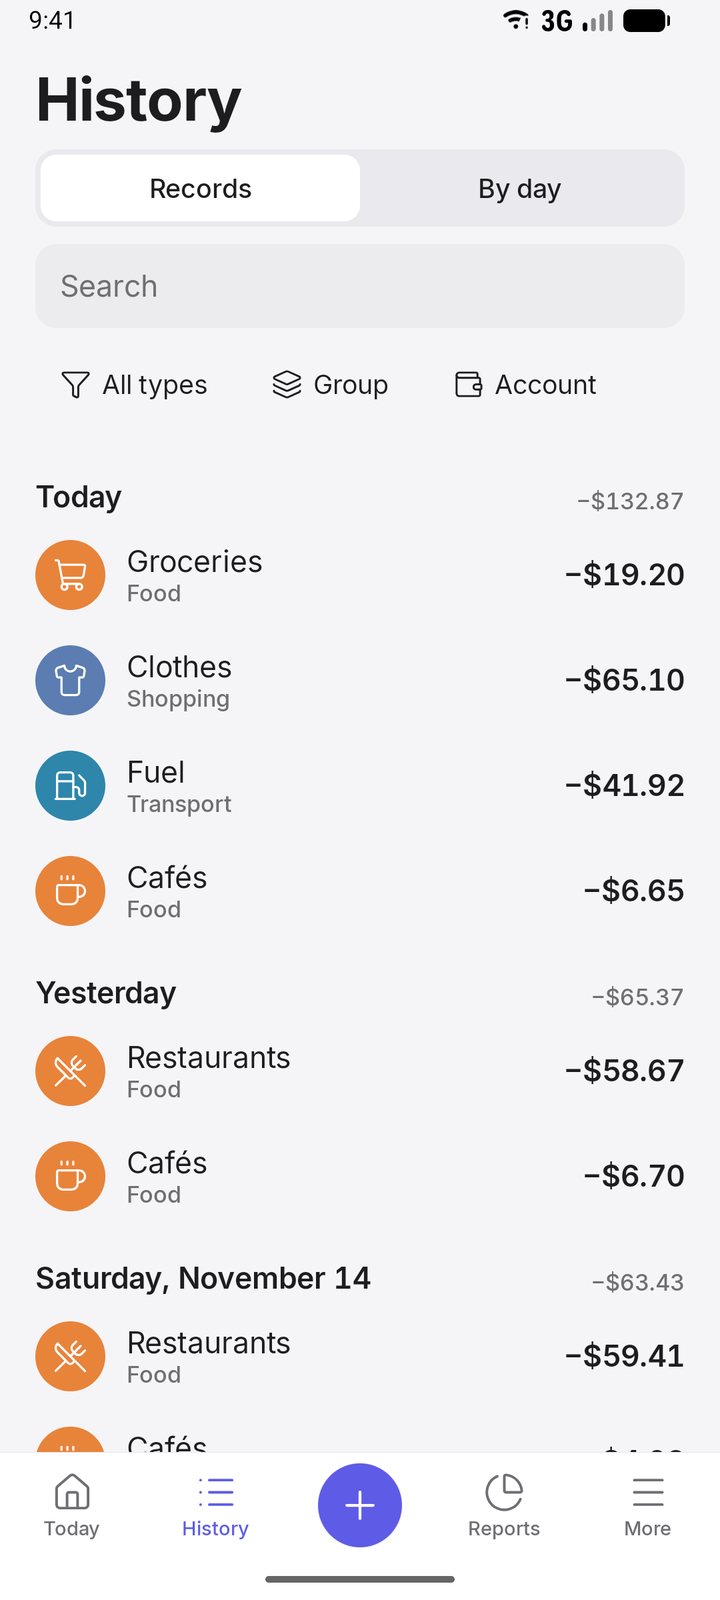 9:41
3G
History
Records
By day
Search
All types
Group
Account
Today
−$132.87
Groceries
Food
−$19.20
Clothes
Shopping
−$65.10
Fuel
Transport
−$41.92
Cafés
Food
−$6.65
Yesterday
−$65.37
Restaurants
Food
−$58.67
Cafés
Food
−$6.70
Saturday, November 14
−$63.43
Restaurants
Food
−$59.41
Cafés
Today
History
Reports
More